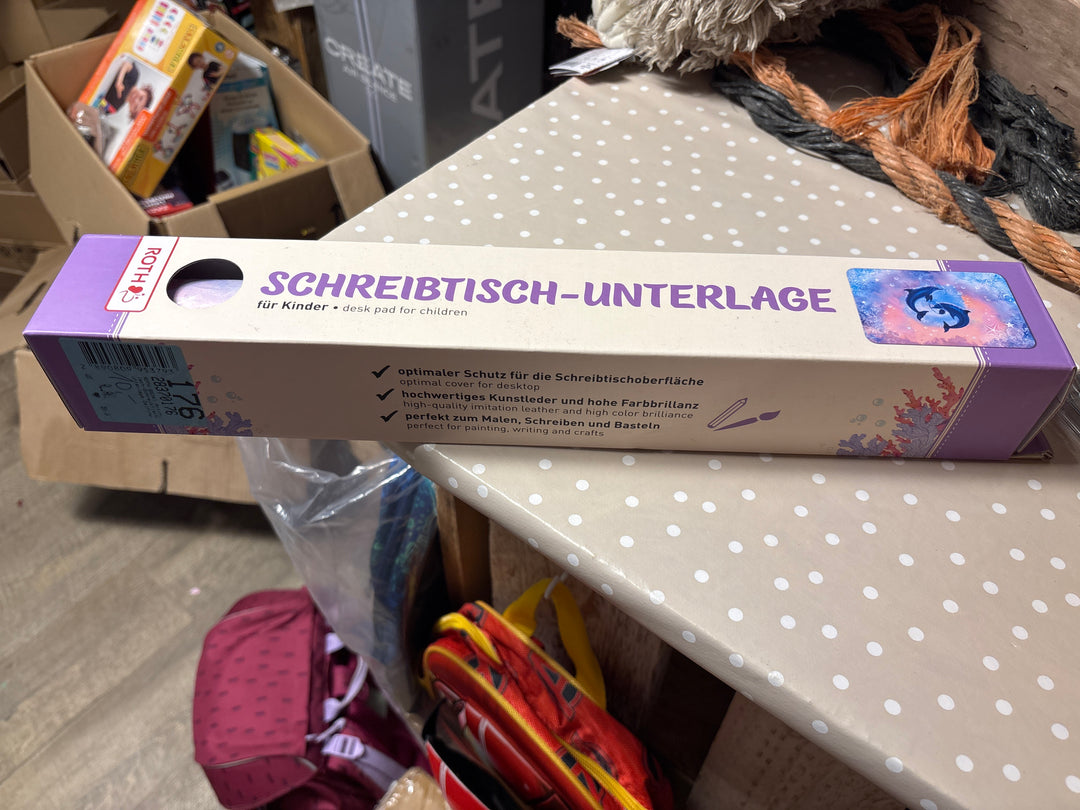 CREATE
ATE
ROTH
SCHREIBTISCH-UNTERLAGE
für Kinder • desk pad for children
✓ optimaler Schutz für die Schreibtischoberfläche
optimal cover for desktop
✓ hochwertiges Kunstleder und hohe Farbbrillanz
high-quality imitation leather and high color brilliance
✓ perfekt zum Malen, Schreiben und Basteln
perfect for painting, writing and crafts
176